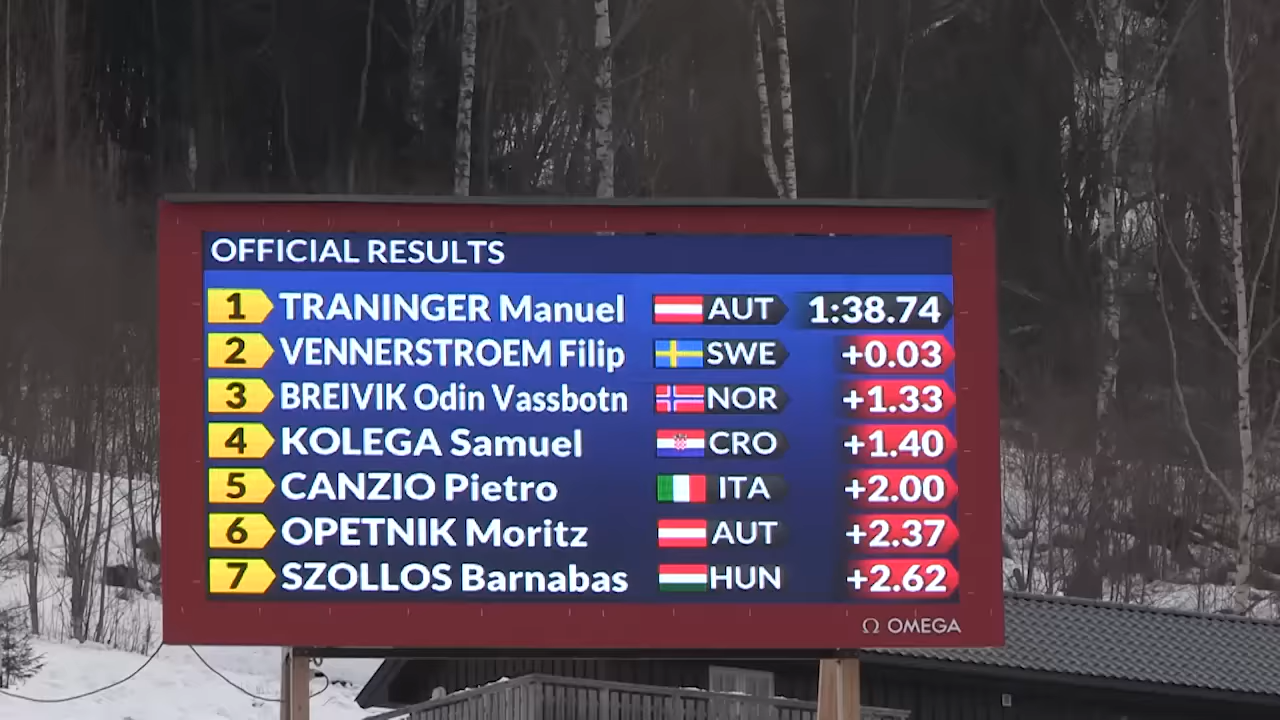 OFFICIAL RESULTS
1 TRANINGER Manuel AUT 1:38.74
2 VENNERSTROEM Filip SWE +0.03
3 BREIVIK Odin Vassbotn NOR +1.33
4 KOLEGA Samuel CRO +1.40
5 CANZIO Pietro ITA +2.00
6 OPETNIK Moritz AUT +2.37
7 SZOLLOS Barnabas HUN +2.62
Ω OMEGA